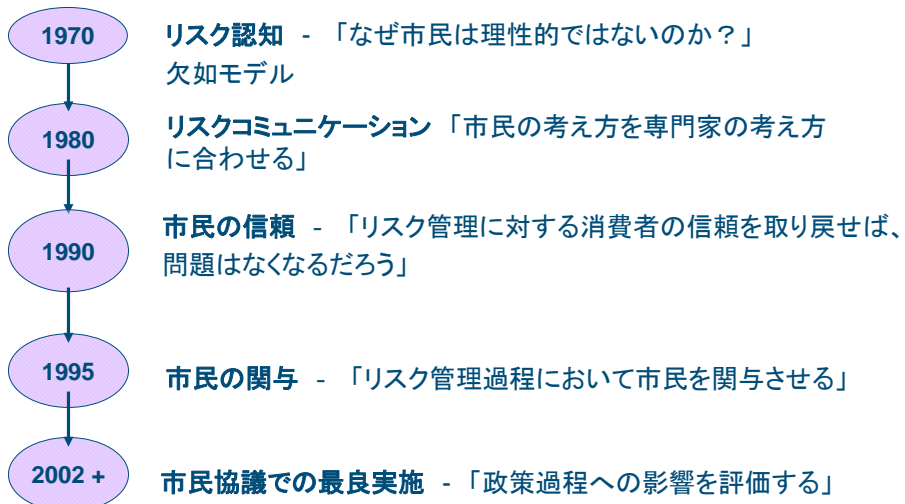 1970
リスク認知 - 「なぜ市民は理性的ではないのか？」
欠如モデル
1980
リスクコミュニケーション 「市民の考え方を専門家の考え方
に合わせる」
1990
市民の信頼 - 「リスク管理に対する消費者の信頼を取り戻せば、
問題はなくなるだろう」
1995
市民の関与 - 「リスク管理過程において市民を関与させる」
2002 +
市民協議での最良実施 - 「政策過程への影響を評価する」